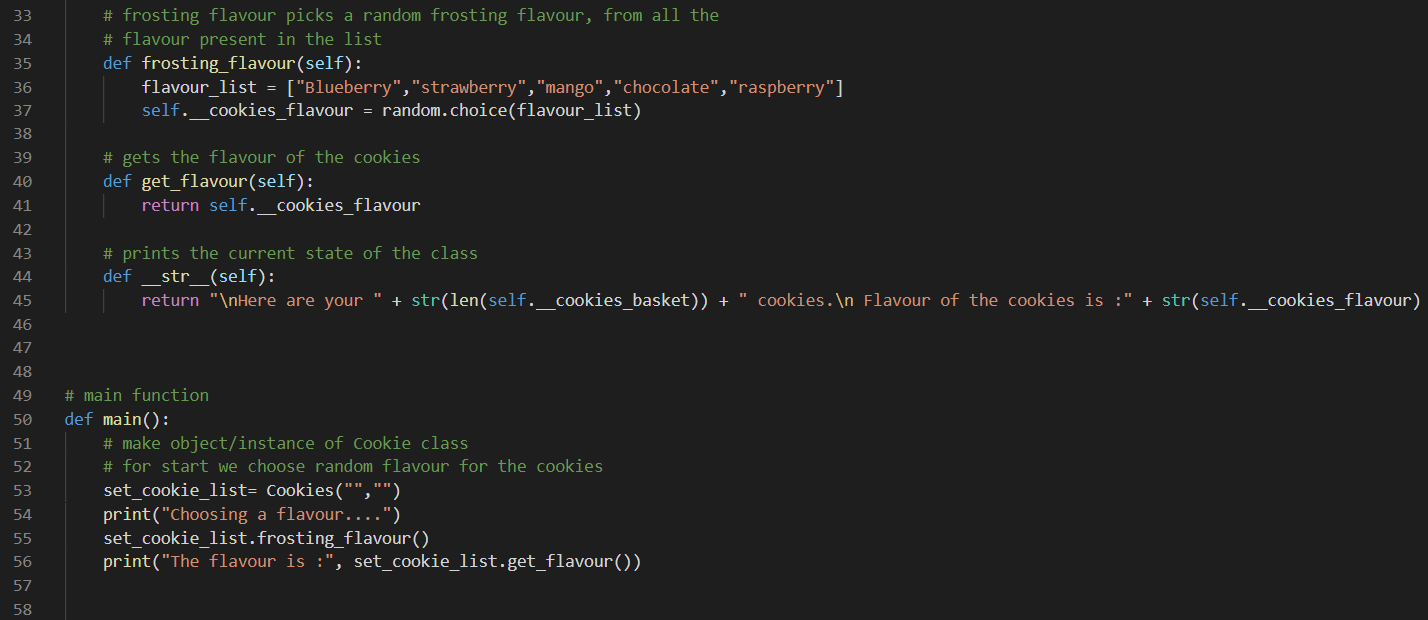 33 # frosting flavour picks a random frosting flavour, from all the
34 # flavour present in the list
35 def frosting_flavour(self):
36 flavour_list = ["Blueberry","strawberry","mango","chocolate","raspberry"]
37 self.__cookies_flavour = random.choice(flavour_list)
38
39 # gets the flavour of the cookies
40 def get_flavour(self):
41 return self.__cookies_flavour
42
43 # prints the current state of the class
44 def __str__(self):
45 return "\nHere are your " + str(len(self.__cookies_basket)) + " cookies.\n Flavour of the cookies is :" + str(self.__cookies_flavour)
46
47
48
49 # main function
50 def main():
51 # make object/instance of Cookie class
52 # for start we choose random flavour for the cookies
53 set_cookie_list= Cookies("","")
54 print("Choosing a flavour....")
55 set_cookie_list.frosting_flavour()
56 print("The flavour is :", set_cookie_list.get_flavour())
57
58